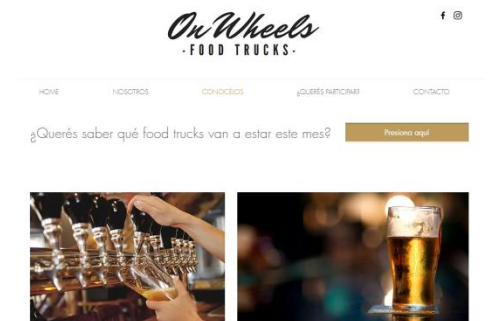 On Wheels
·FOOD TRUCKS·
HOME
NOSOTROS
CONOCELOS
¿QUERÉS PARTICIPAR?
CONTACTO
¿Querés saber qué food trucks van a estar este mes?
Presiona aquí